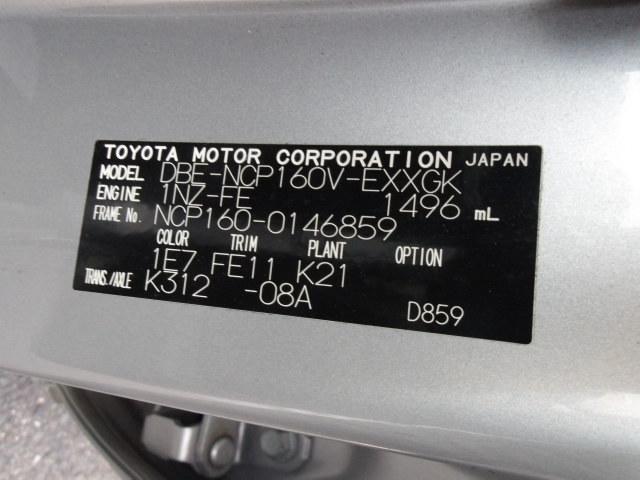 TOYOTA MOTOR CORPORATION JAPAN
MODEL DBE-NCP160V-EXXGK
ENGINE 1NZ-FE 1496 mL
FRAME No. NCP160-0146859
COLOR TRIM PLANT OPTION
1E7 FE11 K21
TRANS./AXLE K312 -08A D859